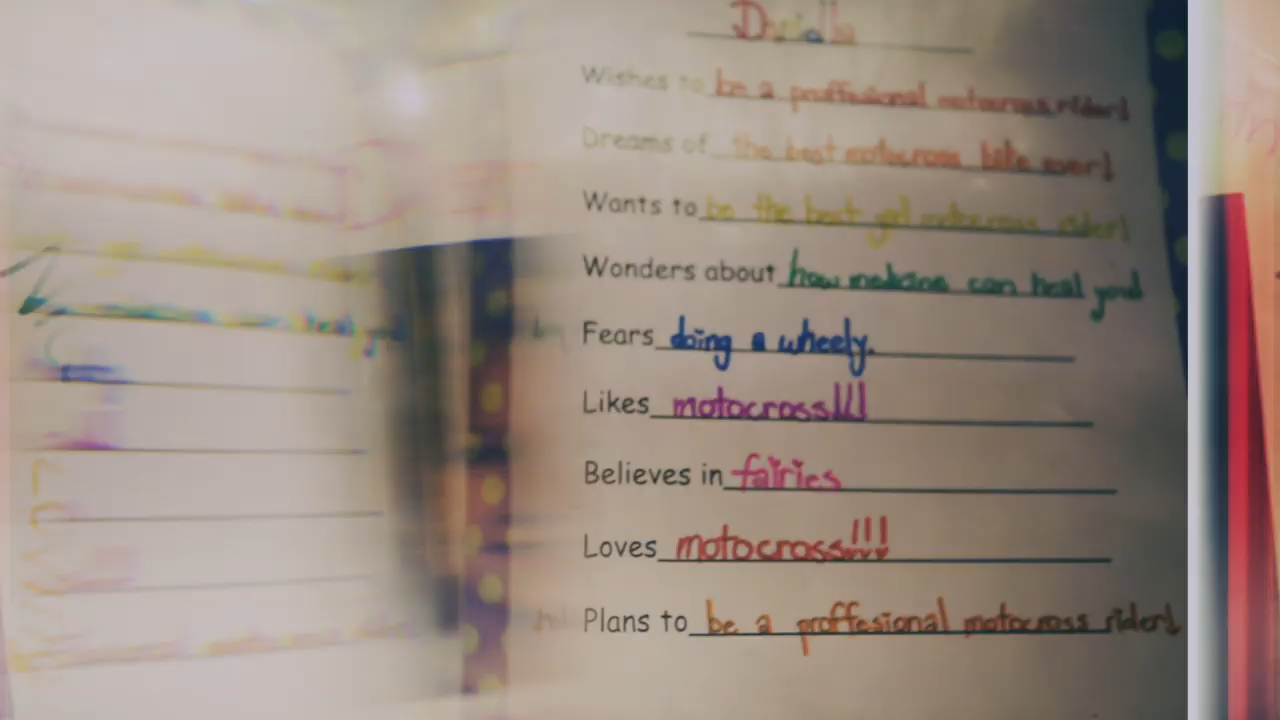 Wishes to be a proffesional motocross rider!
Dreams of the best motocross bike ever!
Wants to be the best girl motocross rider!
Wonders about how can heal you!
Fears doing a wheely.
Likes motocross!!!
Believes in fairies
Loves motocross!!!
Plans to be a proffesional motocross rider!